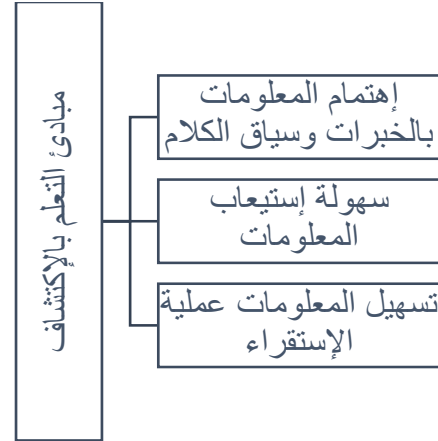 مبادئ التعلم بالإكتشاف
إهتمام المعلومات
بالخبرات وسياق الكلام
سهولة إستيعاب
المعلومات
تسهيل المعلومات عملية
الإستقراء